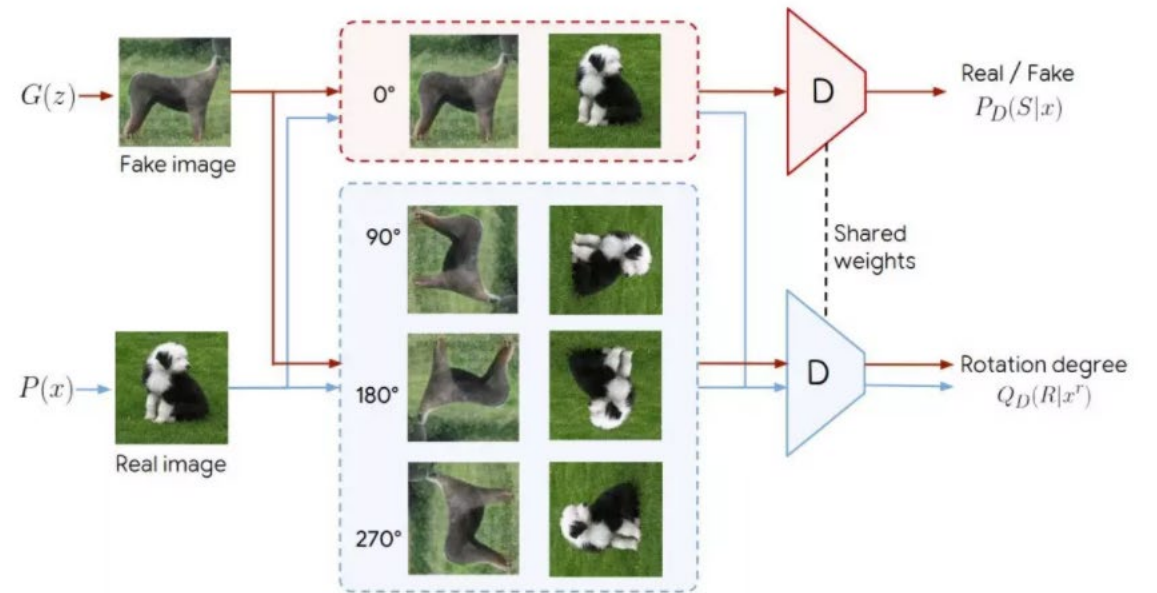 G(z)
Fake image
0°
D
Real / Fake
P_D(S|x)
90°
Shared
weights
P(x)
Real image
180°
D
Rotation degree
Q_D(R|x^r)
270°